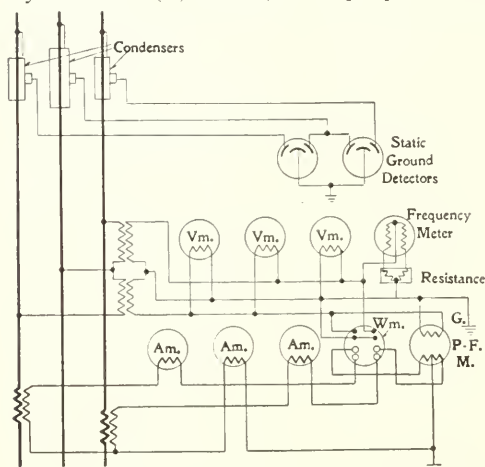 Condensers
Static
Ground
Detectors
Frequency
Meter
Vm.
Vm.
Vm.
Resistance
Wm.
G.
Am.
Am.
Am.
P-F.
M.